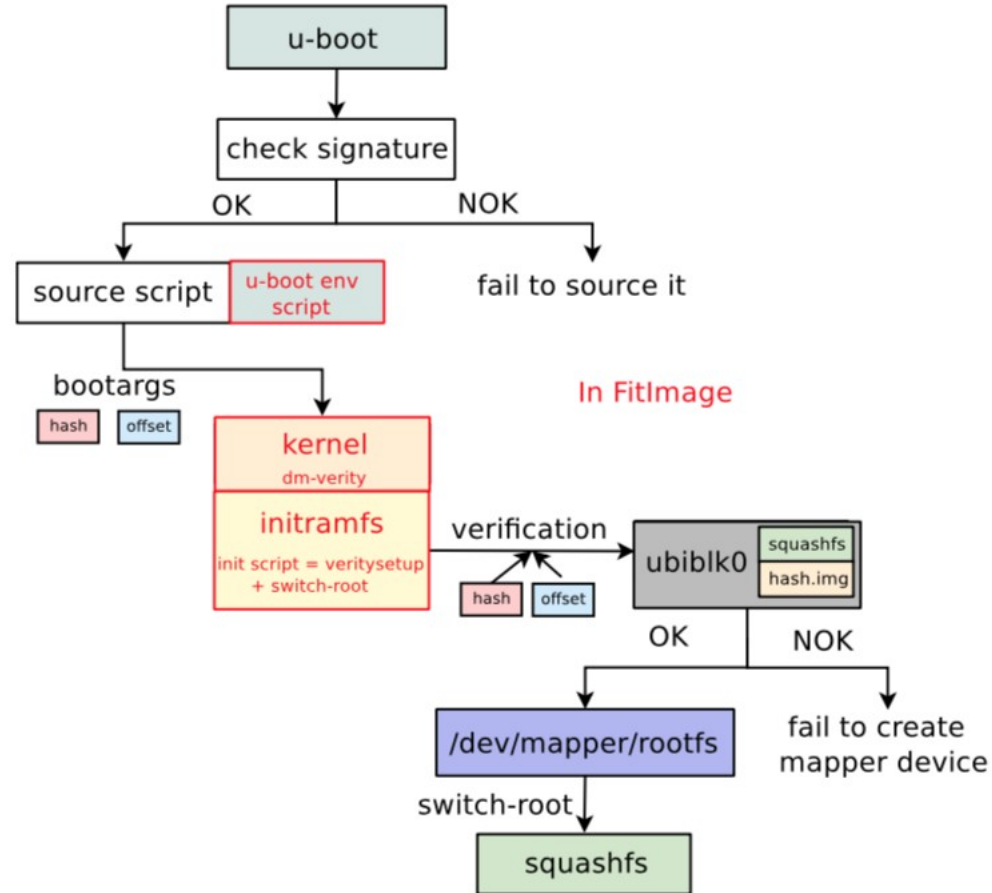 u-boot
check signature
OK
NOK
source script
u-boot env
script
fail to source it
bootargs
hash
offset
In FitImage
kernel
dm-verity
initramfs
init script = veritysetup
+ switch-root
verification
hash
offset
ubiblk0
squashfs
hash.img
OK
NOK
/dev/mapper/rootfs
fail to create
mapper device
switch-root
squashfs